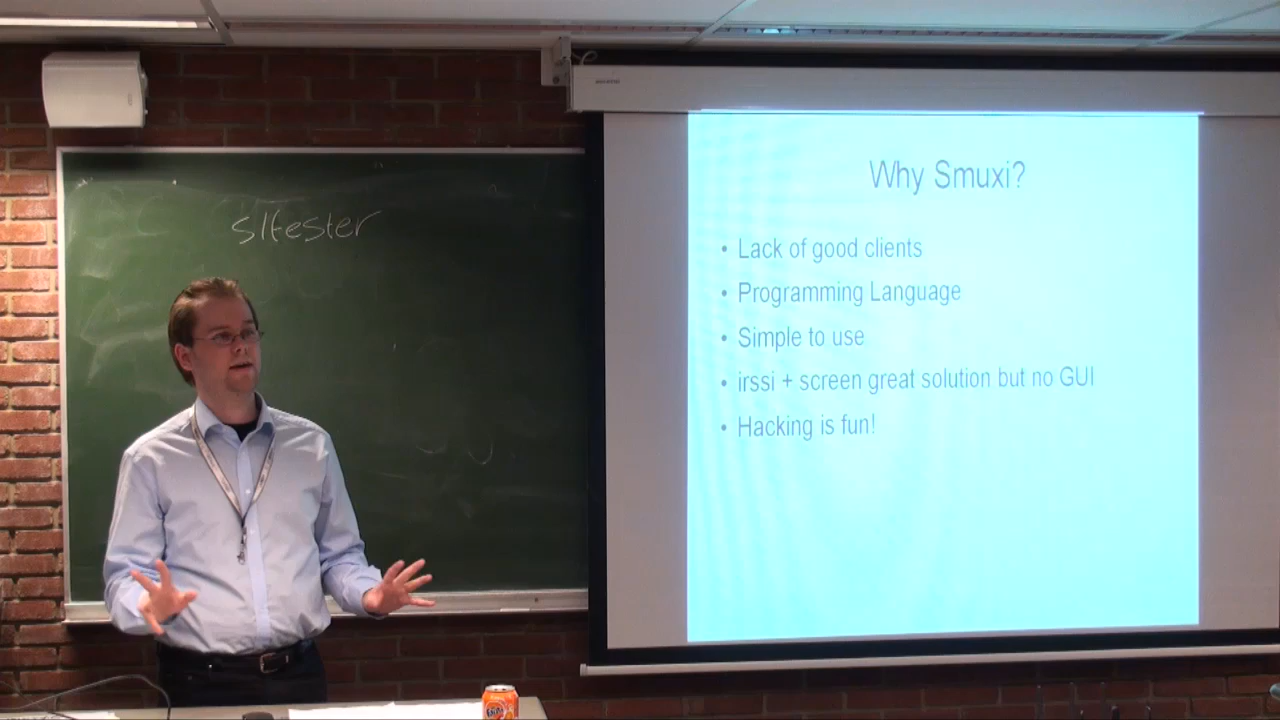 slfester
Why Smuxi?
• Lack of good clients
• Programming Language
• Simple to use
• irssi + screen great solution but no GUI
• Hacking is fun!
Fanta